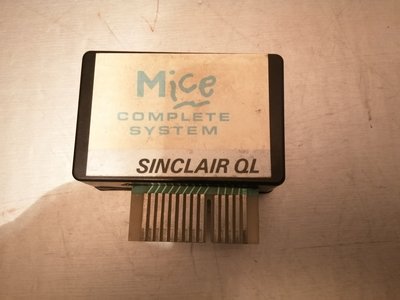 Mice
COMPLETE
SYSTEM
SINCLAIR QL